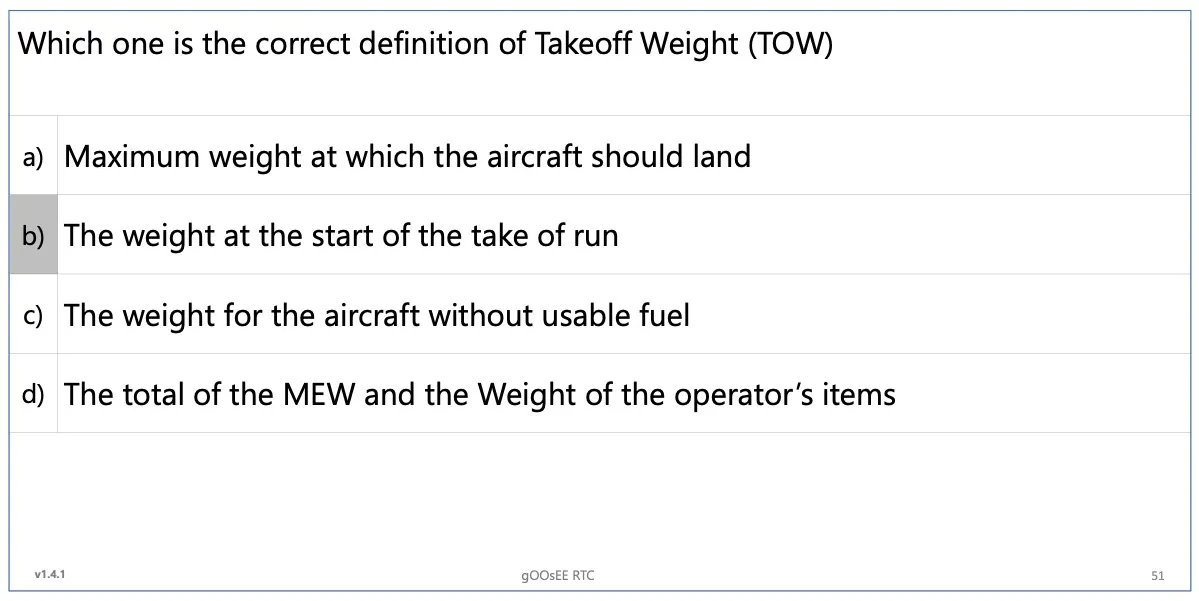 Which one is the correct definition of Takeoff Weight (TOW)
a) Maximum weight at which the aircraft should land
b) The weight at the start of the take of run
c) The weight for the aircraft without usable fuel
d) The total of the MEW and the Weight of the operator’s items
v1.4.1 gOOsEE RTC 51